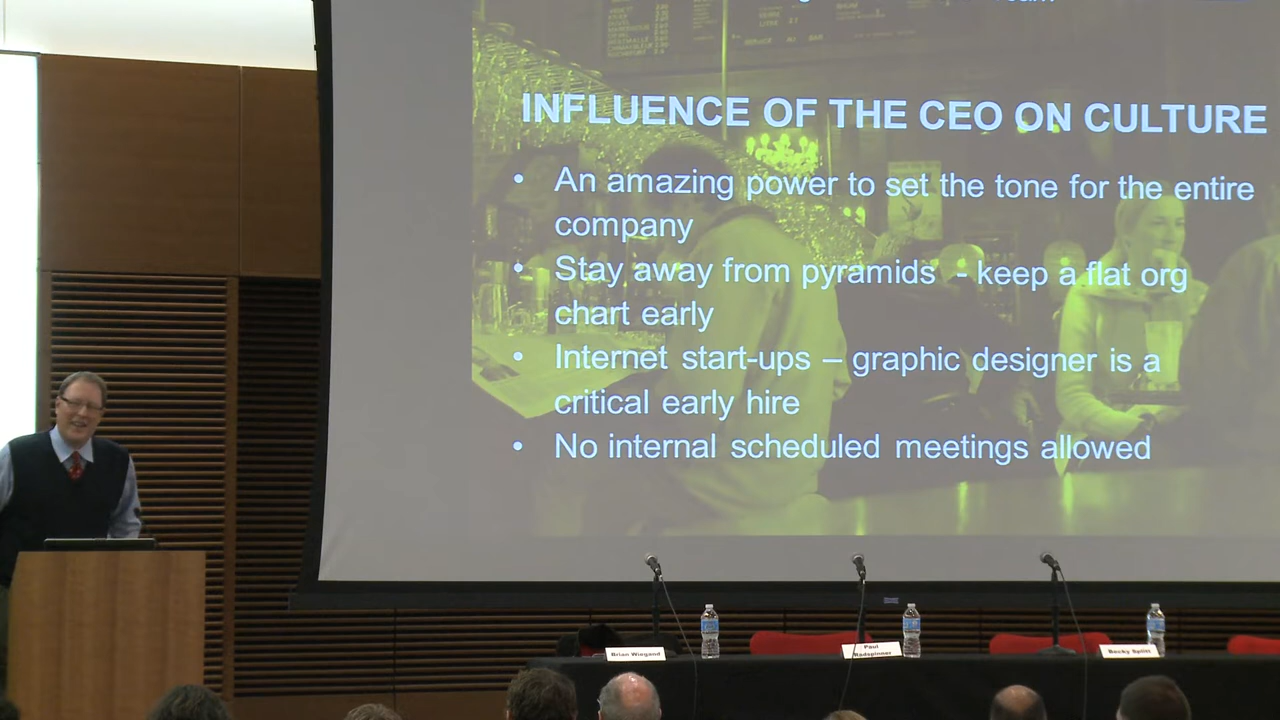 INFLUENCE OF THE CEO ON CULTURE
• An amazing power to set the tone for the entire
company
• Stay away from pyramids - keep a flat org
chart early
• Internet start-ups – graphic designer is a
critical early hire
• No internal scheduled meetings allowed
Brian Wiegand
Paul
Radspinner
Becky Splitt